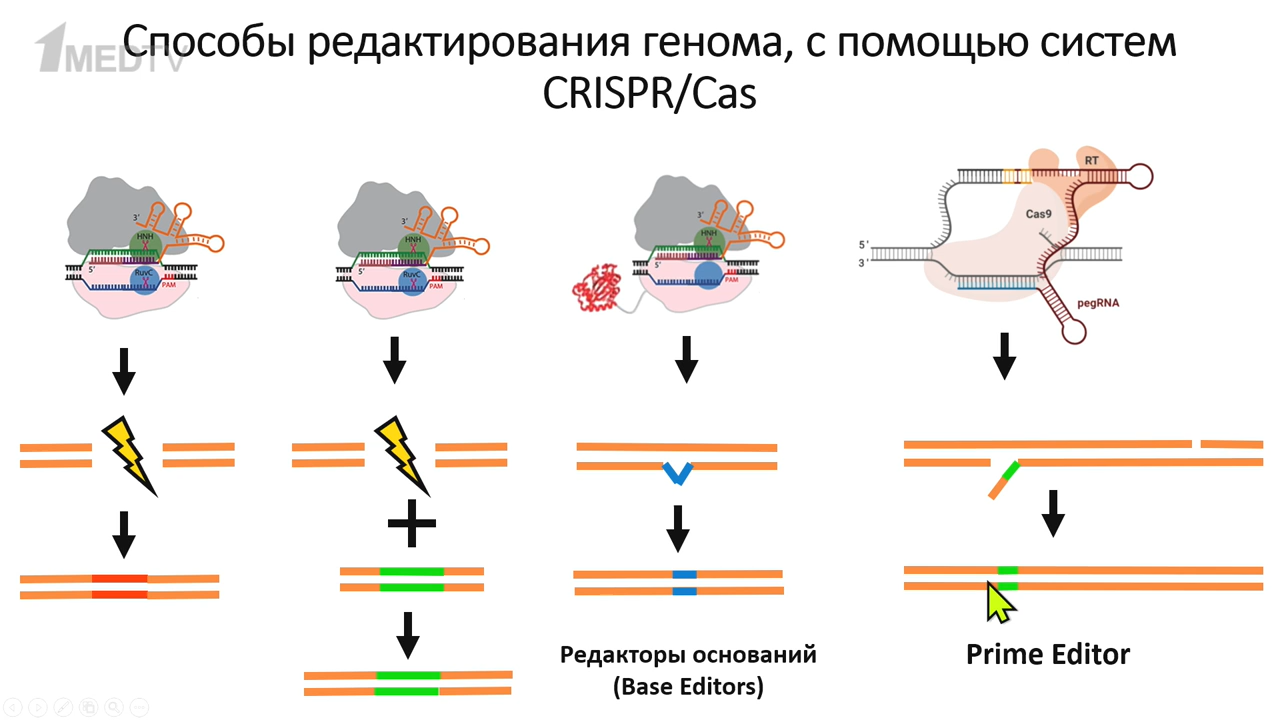 1MEDTV
Способы редактирования генома, с помощью систем
CRISPR/Cas
3'
HNH
5'
RuvC
PAM
3'
HNH
5'
RuvC
PAM
3'
HNH
5'
PAM
RT
Cas9
5'
3'
pegRNA
Редакторы оснований
(Base Editors)
Prime Editor